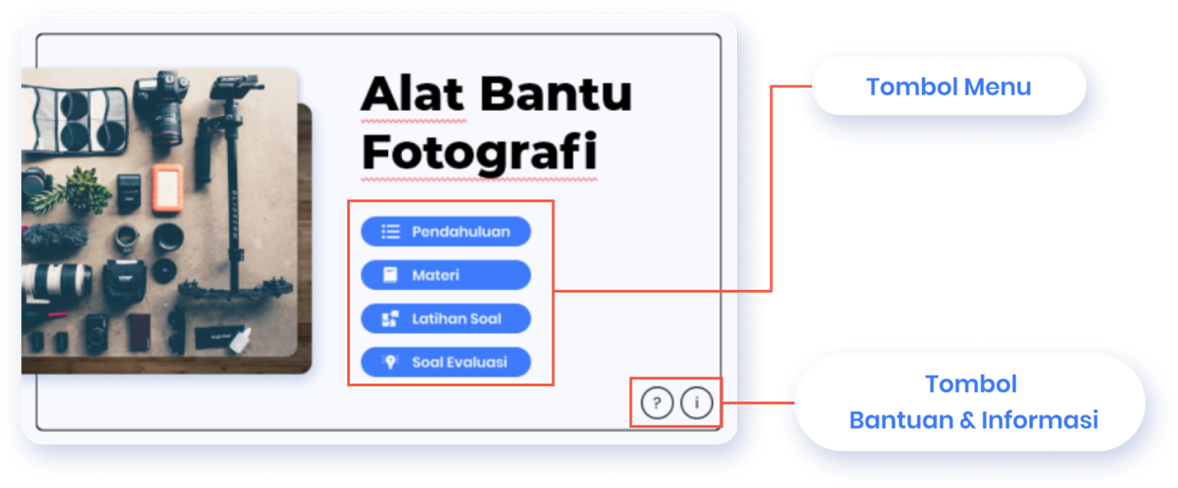 Alat Bantu
Fotografi
Pendahuluan
Materi
Latihan Soal
Soal Evaluasi
?
i
Tombol Menu
Tombol
Bantuan & Informasi